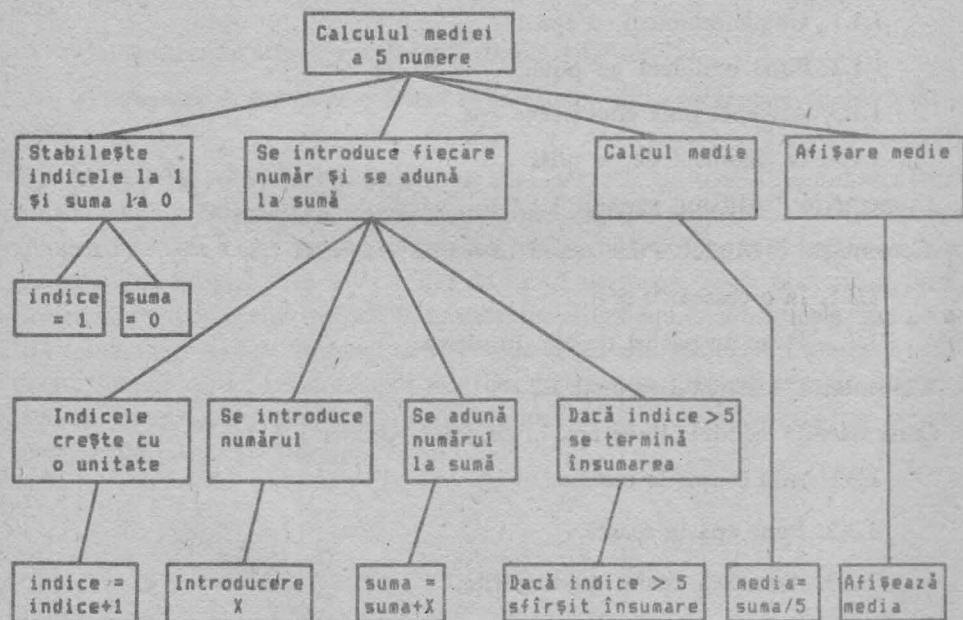 Calculul mediei
a 5 numere
Stabilește
indicele la 1
și suma la 0
Se introduce fiecare
număr și se adună
la sumă
Calcul medie
Afișare medie
indice
= 1
suma
= 0
Indicele
crește cu
o unitate
Se introduce
numărul
Se adună
numărul
la sumă
Dacă indice >5
se termină
însumarea
indice =
indice+1
Introducere
X
suma =
suma+X
Dacă indice > 5
sfîrșit însumare
media=
suma/5
Afișează
media